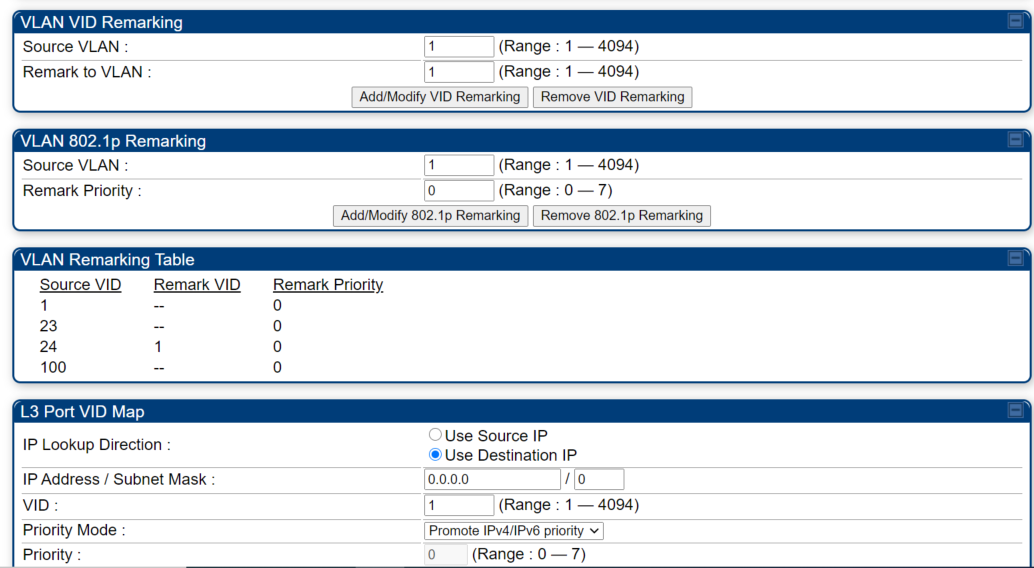 VLAN VID Remarking
Source VLAN : 1 (Range : 1 — 4094)
Remark to VLAN : 1 (Range : 1 — 4094)
Add/Modify VID Remarking Remove VID Remarking
VLAN 802.1p Remarking
Source VLAN : 1 (Range : 1 — 4094)
Remark Priority : 0 (Range : 0 — 7)
Add/Modify 802.1p Remarking Remove 802.1p Remarking
VLAN Remarking Table
Source VID Remark VID Remark Priority
1 -- 0
23 -- 0
24 1 0
100 -- 0
L3 Port VID Map
IP Lookup Direction : Use Source IP
Use Destination IP
IP Address / Subnet Mask : 0.0.0.0 / 0
VID : 1 (Range : 1 — 4094)
Priority Mode : Promote IPv4/IPv6 priority
Priority : 0 (Range : 0 — 7)